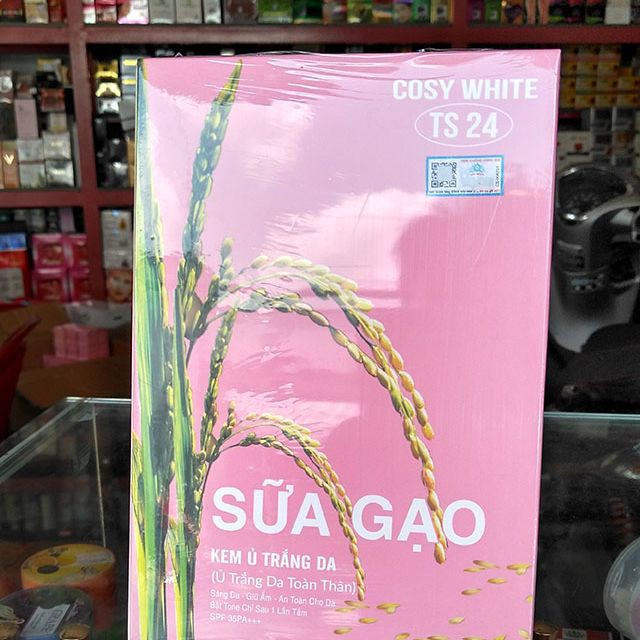 COSY WHITE
TS 24
SỮA GẠO
KEM Ủ TRẮNG DA
(Ủ Trắng Da Toàn Thân)
Sáng Da - Giữ Ẩm - An Toàn Cho Da
Bật Tone Chỉ Sau 1 Lần Tắm
SPF 35PA+++